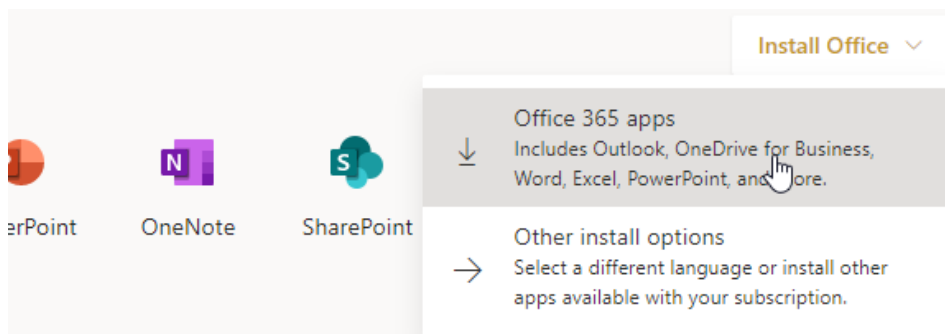 Install Office
Office 365 apps
Includes Outlook, OneDrive for Business,
Word, Excel, PowerPoint, and ore.
N
S
erPoint
OneNote
SharePoint
Other install options
Select a different language or install other
apps available with your subscription.